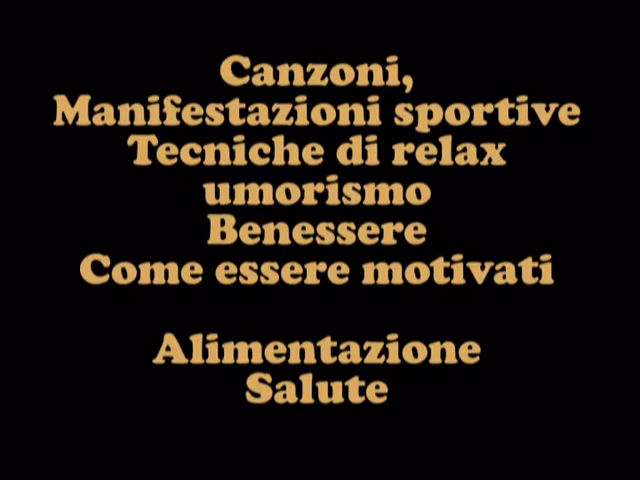 Canzoni,
Manifestazioni sportive
Tecniche di relax
umorismo
Benessere
Come essere motivati
Alimentazione
Salute